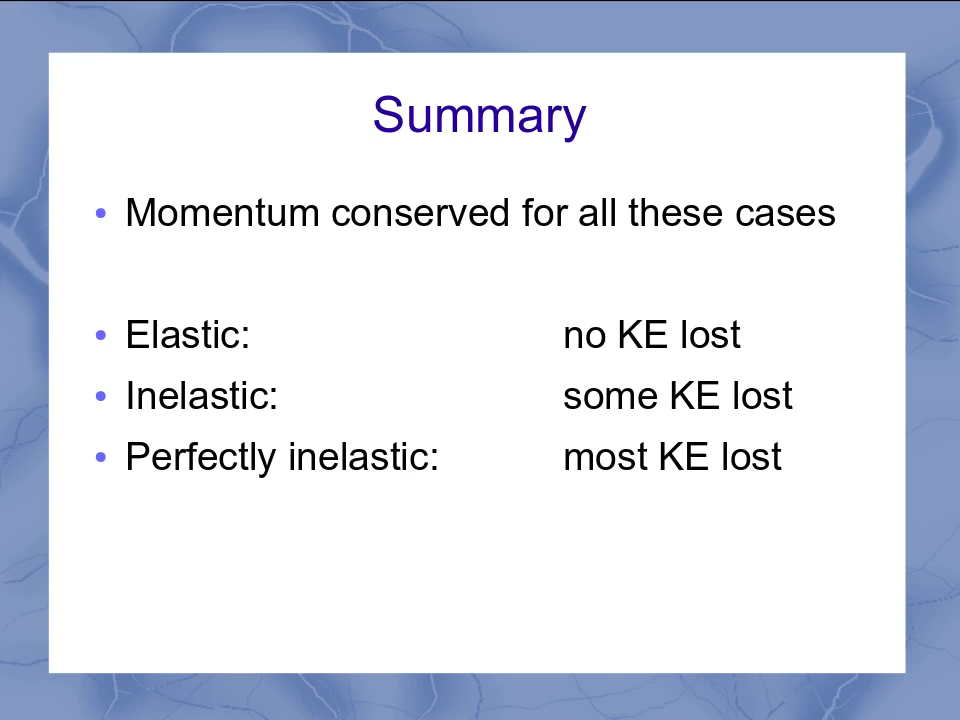 Summary
• Momentum conserved for all these cases
• Elastic: no KE lost
• Inelastic: some KE lost
• Perfectly inelastic: most KE lost